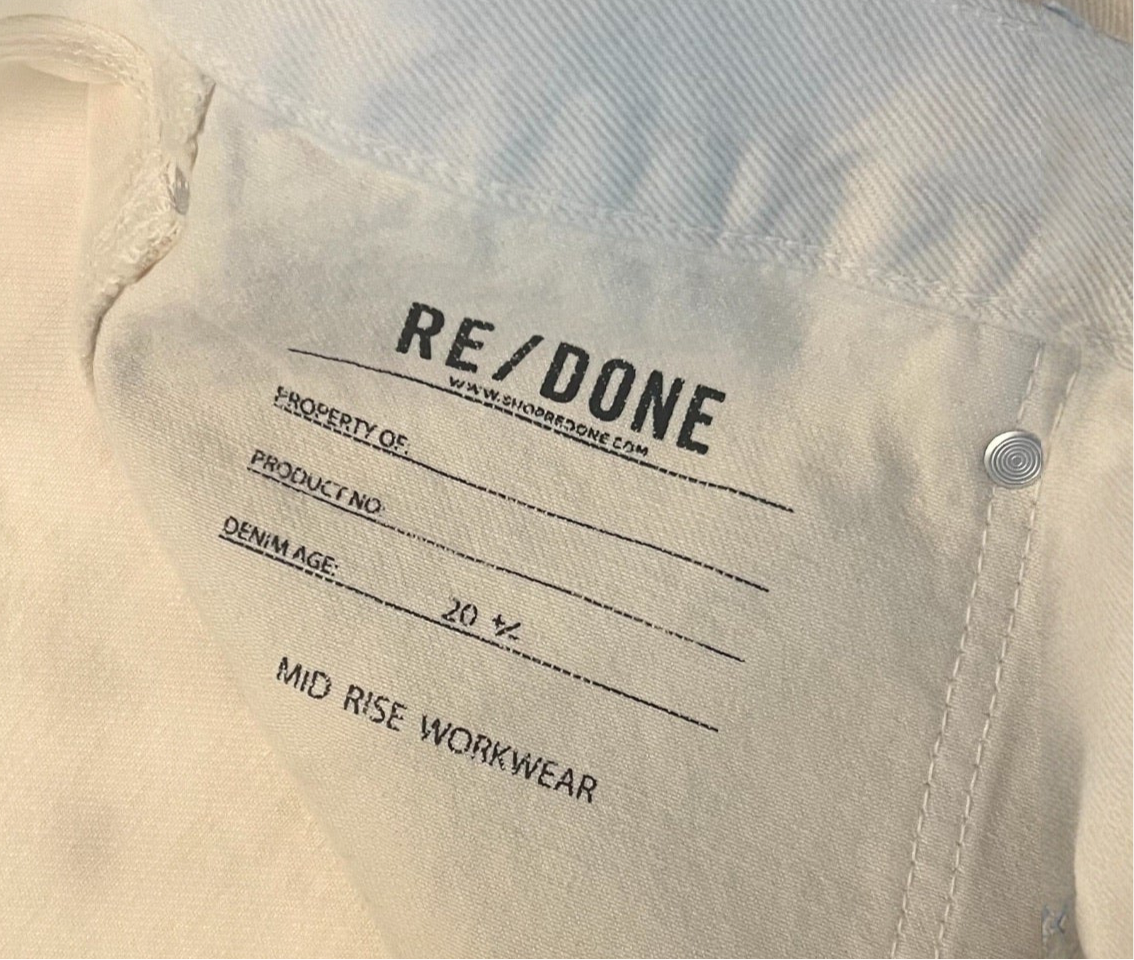 RE/DONE
WWW.SHOPREDONE.COM
PROPERTY OF:
PRODUCT NO:
DENIM AGE: 20 +/-
MID RISE WORKWEAR